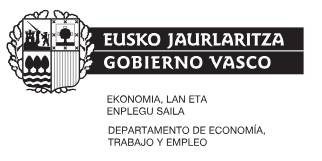 EUSKO JAURLARITZA
GOBIERNO VASCO
EKONOMIA, LAN ETA
ENPLEGU SAILA
DEPARTAMENTO DE ECONOMÍA,
TRABAJO Y EMPLEO